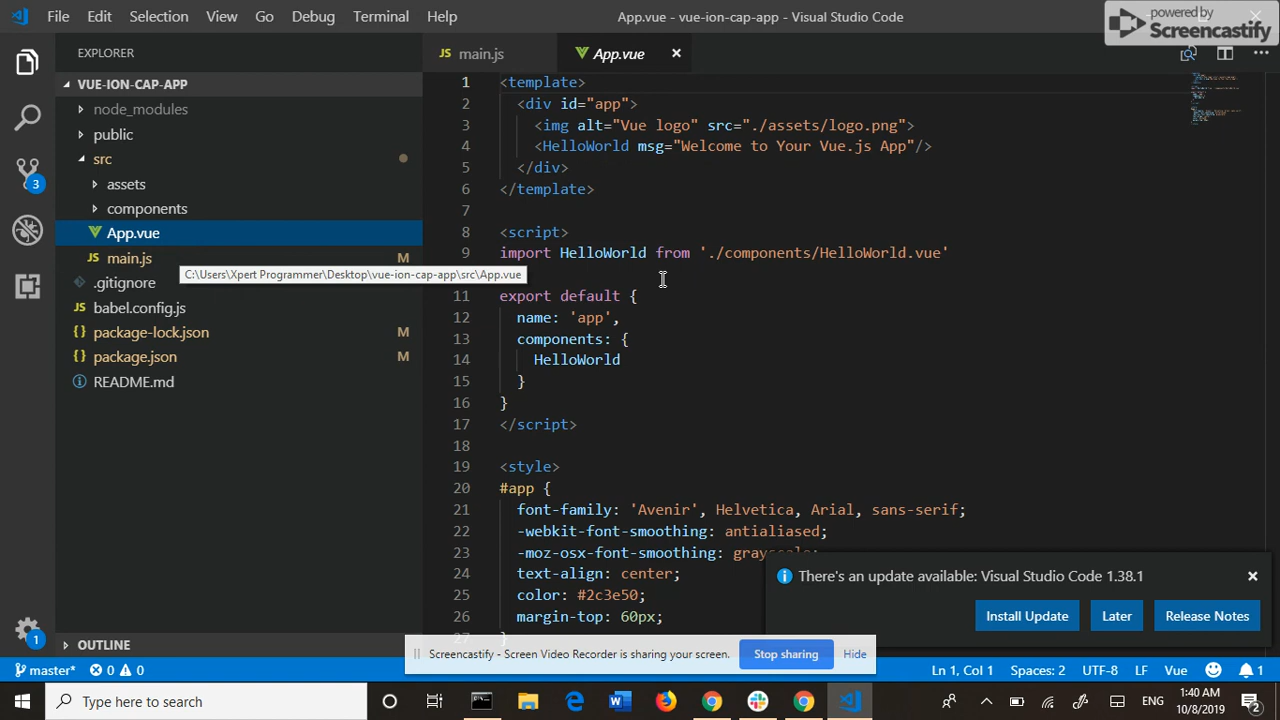 File Edit Selection View Go Debug Terminal Help
App.vue - vue-ion-cap-app - Visual Studio Code
powered by
Screencastify
EXPLORER
JS main.js
App.vue ×
VUE-ION-CAP-APP
node_modules
public
src
assets
components
App.vue
JS main.js M
C:\Users\Xpert Programmer\Desktop\vue-ion-cap-app\src\App.vue
.gitignore
JS babel.config.js
{} package-lock.json M
{} package.json M
README.md
OUTLINE
3
1
1 <template>
2 <div id="app">
3 <img alt="Vue logo" src="./assets/logo.png">
4 <HelloWorld msg="Welcome to Your Vue.js App"/>
5 </div>
6 </template>
7
8 <script>
9 import HelloWorld from './components/HelloWorld.vue'
11 export default {
12 name: 'app',
13 components: {
14 HelloWorld
15 }
16 }
17 </script>
18
19 <style>
20 #app {
21 font-family: 'Avenir', Helvetica, Arial, sans-serif;
22 -webkit-font-smoothing: antialiased;
23 -moz-osx-font-smoothing: grayscale;
24 text-align: center;
25 color: #2c3e50;
26 margin-top: 60px;
27 }
There's an update available: Visual Studio Code 1.38.1
Install Update Later Release Notes
Screencastify - Screen Video Recorder is sharing your screen. Stop sharing Hide
master* 0 0 Ln 1, Col 1 Spaces: 2 UTF-8 LF Vue 1
Type here to search
ENG
1:40 AM
10/8/2019
2